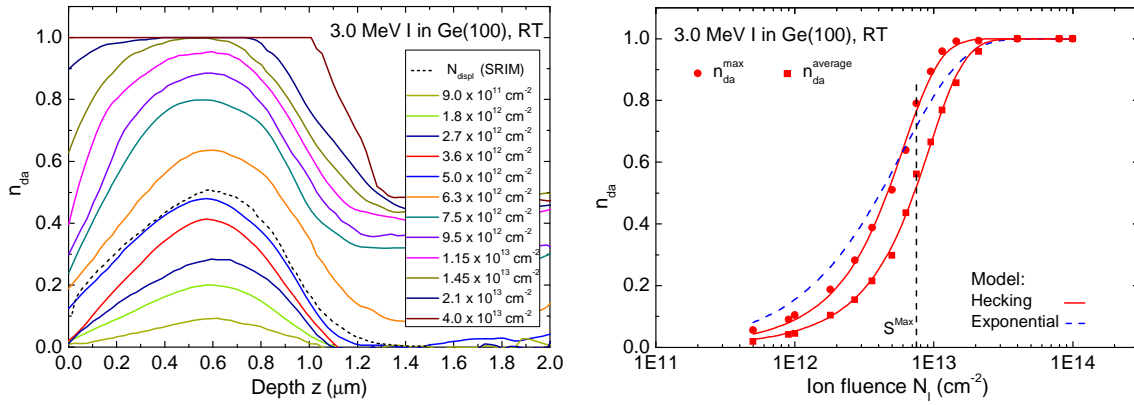 3.0 MeV I in Ge(100), RT
N_displ (SRIM)
9.0 x 10^11 cm^-2
1.8 x 10^12 cm^-2
2.7 x 10^12 cm^-2
3.6 x 10^12 cm^-2
5.0 x 10^12 cm^-2
6.3 x 10^12 cm^-2
7.5 x 10^12 cm^-2
9.5 x 10^12 cm^-2
1.15 x 10^13 cm^-2
1.45 x 10^13 cm^-2
2.1 x 10^13 cm^-2
4.0 x 10^13 cm^-2
n_da
1.0
0.8
0.6
0.4
0.2
0.0
0.0 0.2 0.4 0.6 0.8 1.0 1.2 1.4 1.6 1.8 2.0
Depth z (μm)
3.0 MeV I in Ge(100), RT
n_da^max n_da^average
n_da
1.0
0.8
0.6
0.4
0.2
0.0
S^Max
Model:
Hecking
Exponential
1E11 1E12 1E13 1E14
Ion fluence N_I (cm^-2)